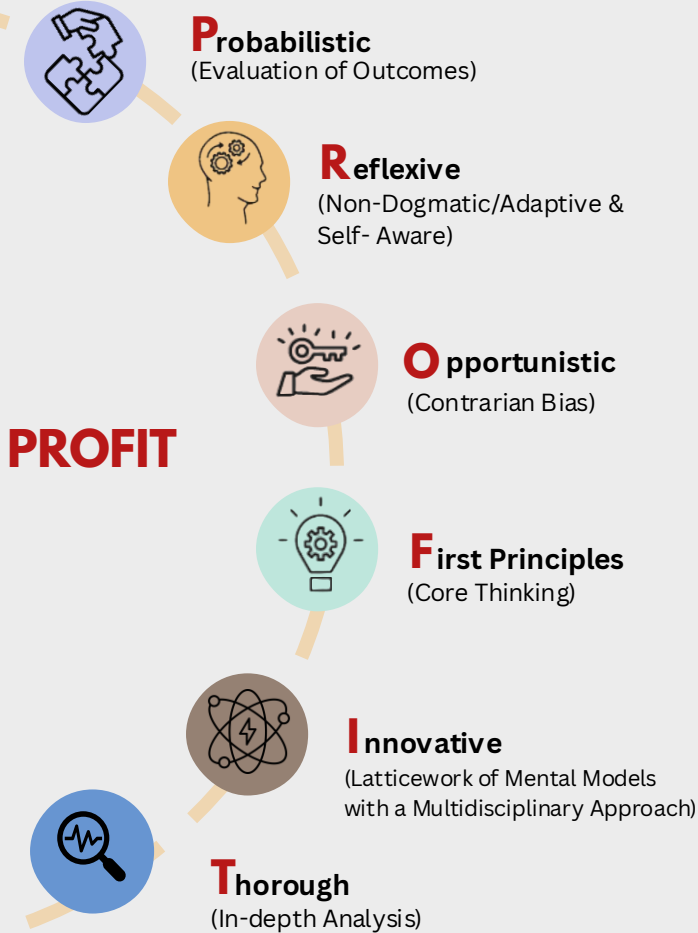 Probabilistic
(Evaluation of Outcomes)
Reflexive
(Non-Dogmatic/Adaptive &
Self- Aware)
Opportunistic
(Contrarian Bias)
PROFIT
First Principles
(Core Thinking)
Innovative
(Latticework of Mental Models
with a Multidisciplinary Approach)
Thorough
(In-depth Analysis)